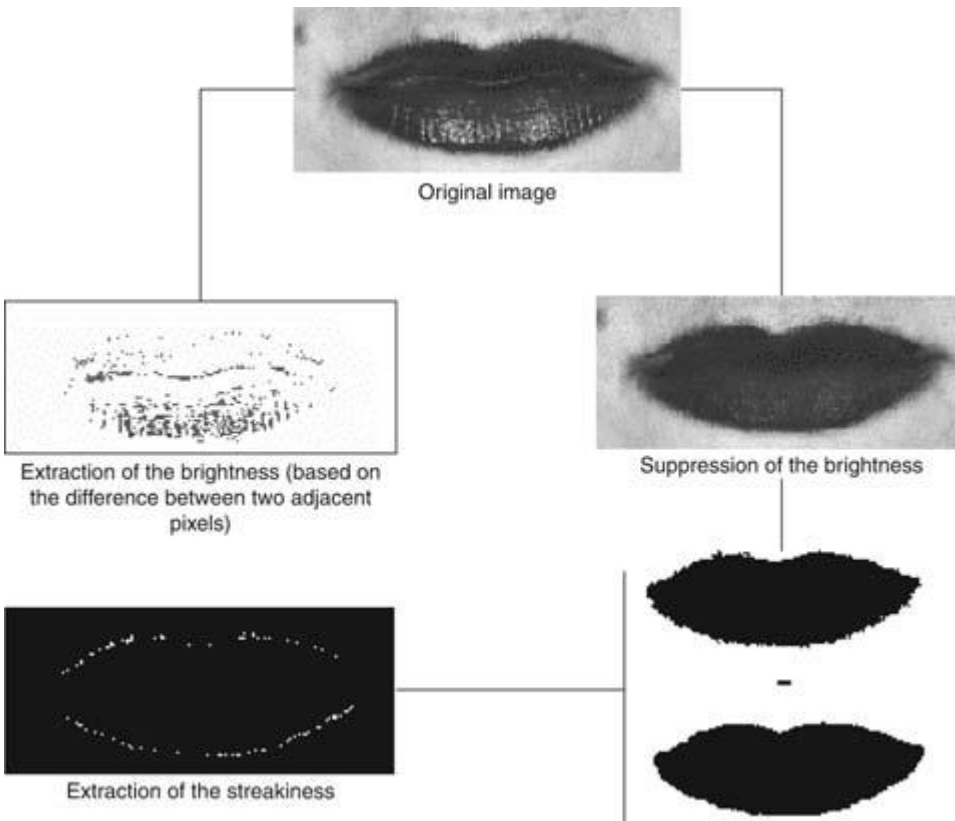 Original image
Extraction of the brightness (based on
the difference between two adjacent
pixels)
Suppression of the brightness
Extraction of the streakiness